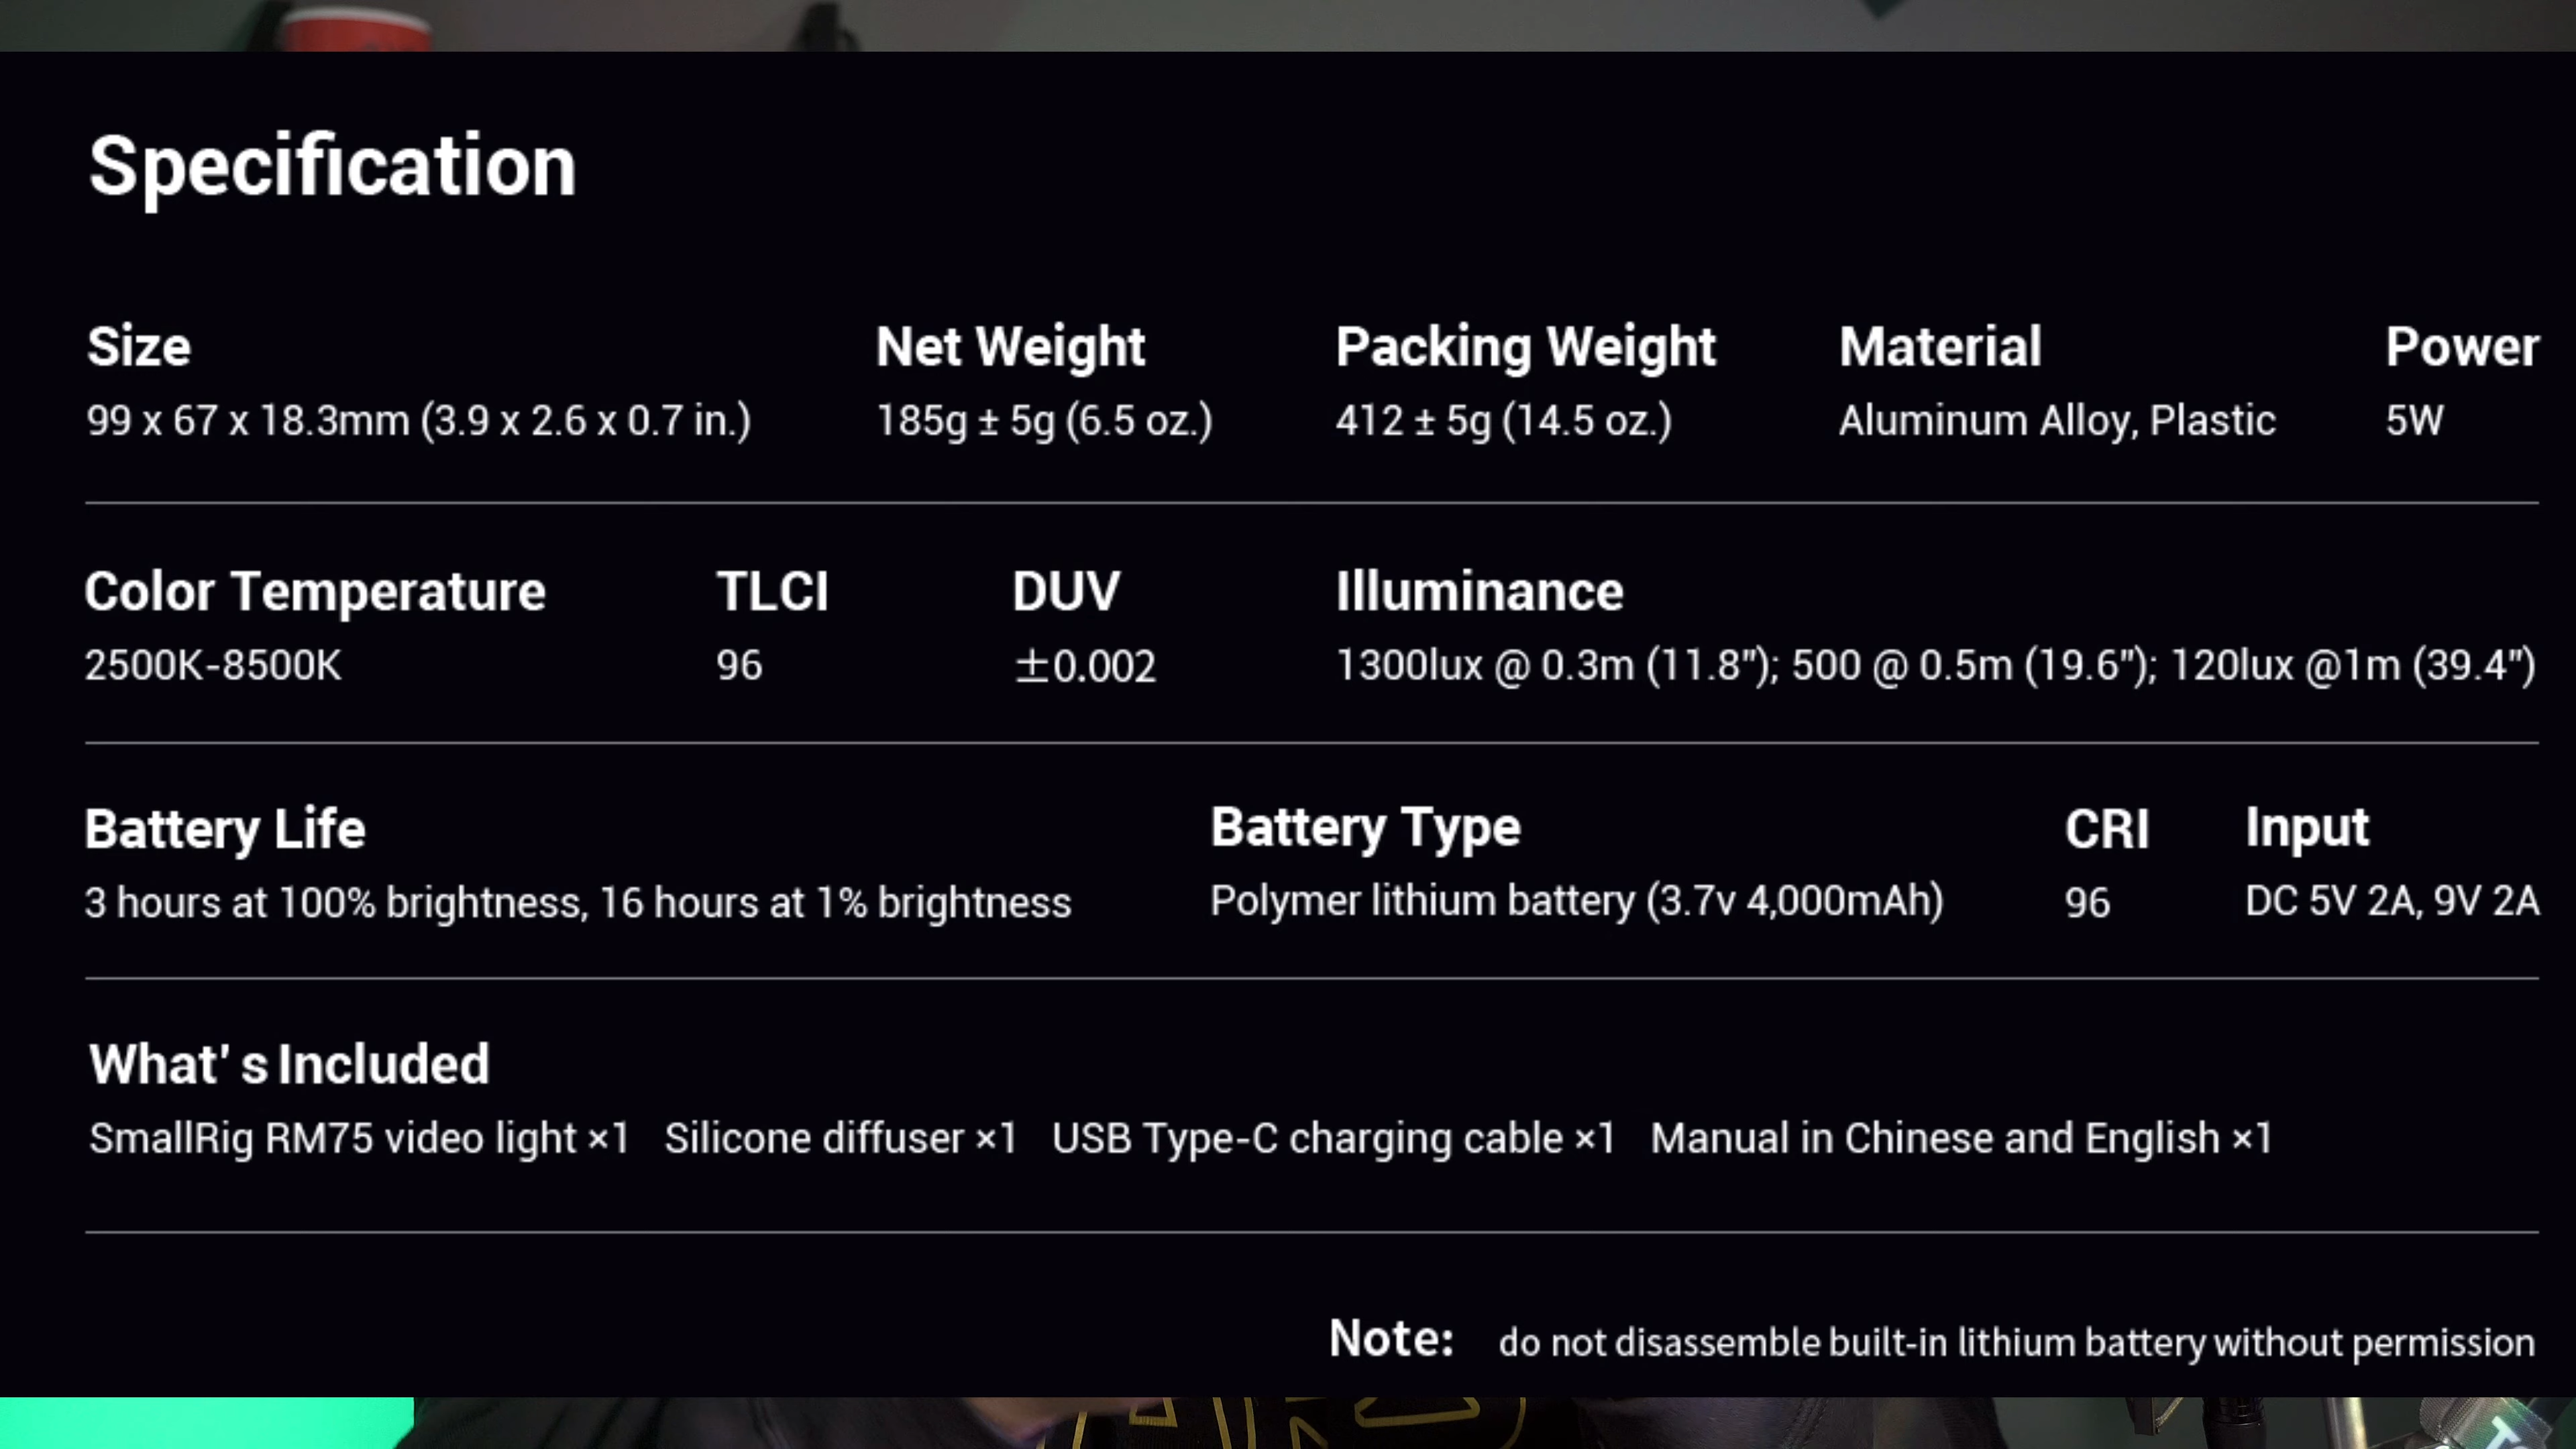 Specification
Size Net Weight Packing Weight Material Power
99 x 67 x 18.3mm (3.9 x 2.6 x 0.7 in.) 185g ± 5g (6.5 oz.) 412 ± 5g (14.5 oz.) Aluminum Alloy, Plastic 5W
Color Temperature TLCI DUV Illuminance
2500K-8500K 96 ±0.002 1300lux @ 0.3m (11.8"); 500 @ 0.5m (19.6"); 120lux @1m (39.4")
Battery Life Battery Type CRI Input
3 hours at 100% brightness, 16 hours at 1% brightness Polymer lithium battery (3.7v 4,000mAh) 96 DC 5V 2A, 9V 2A
What's Included
SmallRig RM75 video light ×1 Silicone diffuser ×1 USB Type-C charging cable ×1 Manual in Chinese and English ×1
Note: do not disassemble built-in lithium battery without permission